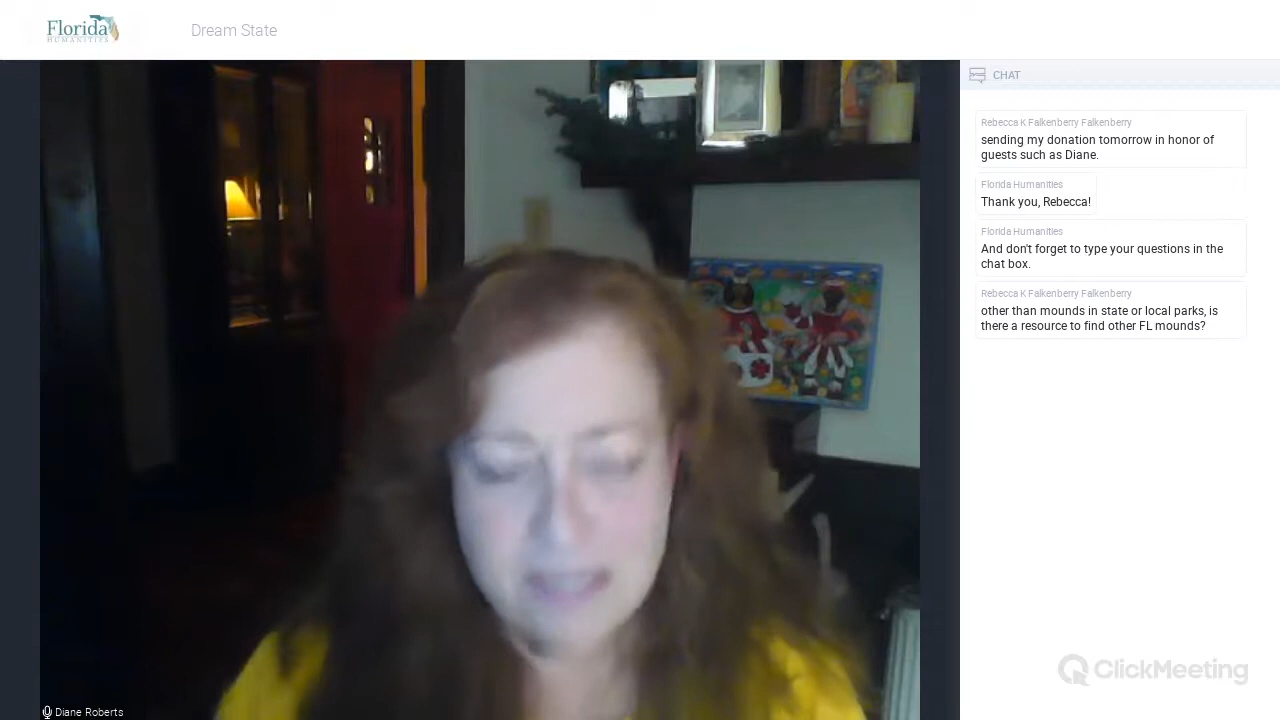 Florida
HUMANITIES
Dream State
CHAT
Rebecca K Falkenberry Falkenberry
sending my donation tomorrow in honor of
guests such as Diane.
Florida Humanities
Thank you, Rebecca!
Florida Humanities
And don't forget to type your questions in the
chat box.
Rebecca K Falkenberry Falkenberry
other than mounds in state or local parks, is
there a resource to find other FL mounds?
ClickMeeting
Diane Roberts